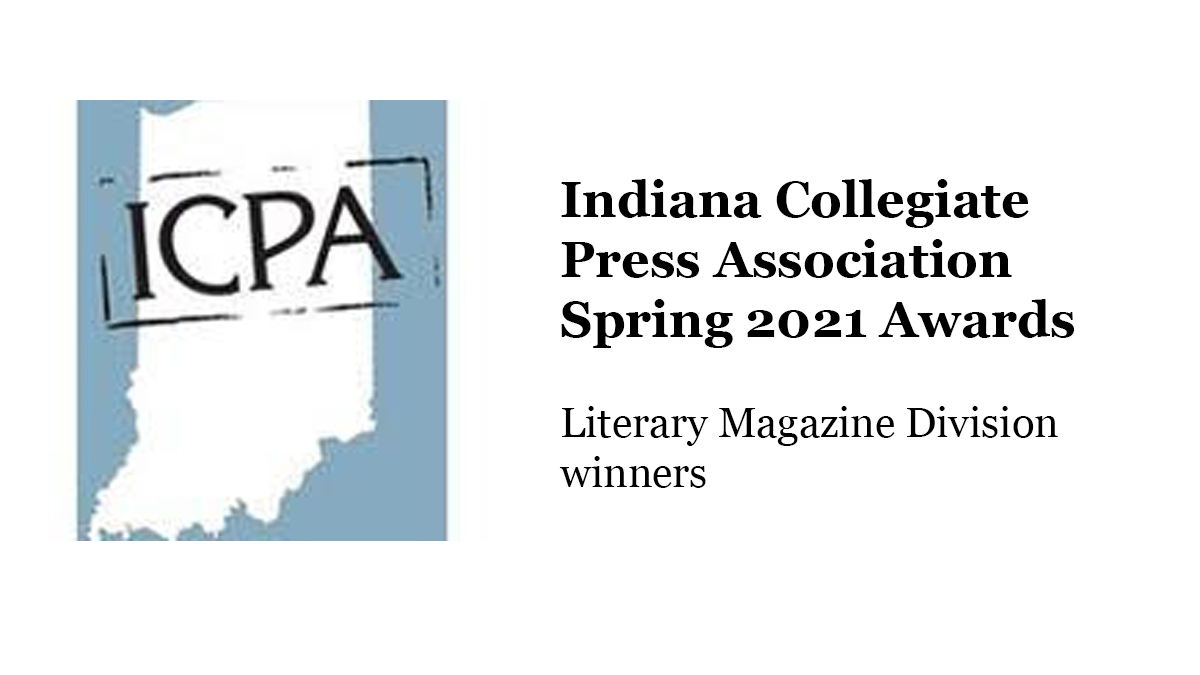 ICPA
Indiana Collegiate
Press Association
Spring 2021 Awards
Literary Magazine Division
winners